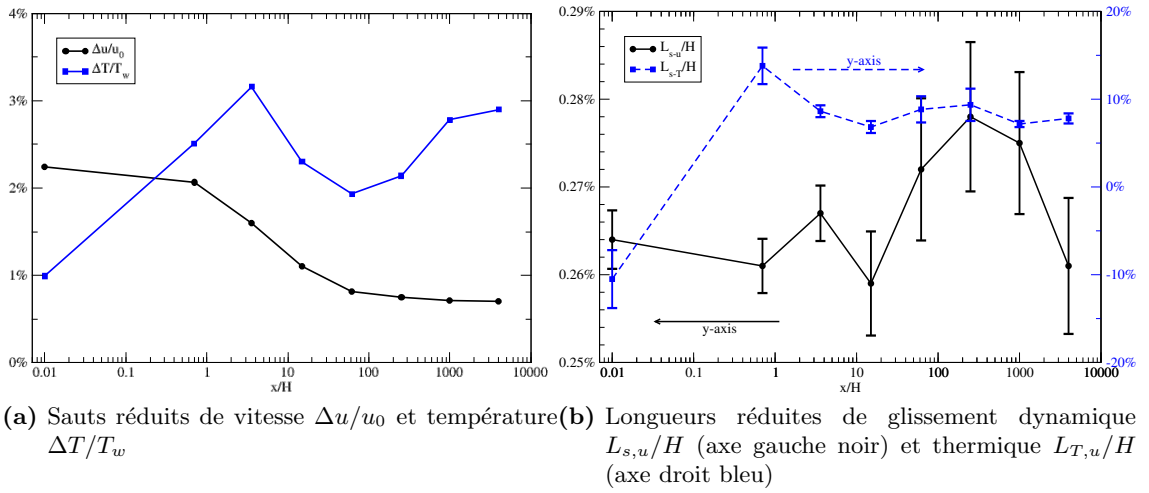 4%
3%
2%
1%
0%
Δu/u0
ΔT/Tw
0.01 0.1 1 10 100 1000 10000
x/H
0.29%
0.28%
0.27%
0.26%
0.25%
Ls-u/H
Ls-T/H
y-axis
y-axis
20%
10%
0%
-10%
-20%
0.01 0.1 1 10 100 1000 10000
x/H
(a) Sauts réduits de vitesse Δu/u0 et température
ΔT/Tw
(b) Longueurs réduites de glissement dynamique
Ls,u/H (axe gauche noir) et thermique LT,u/H
(axe droit bleu)